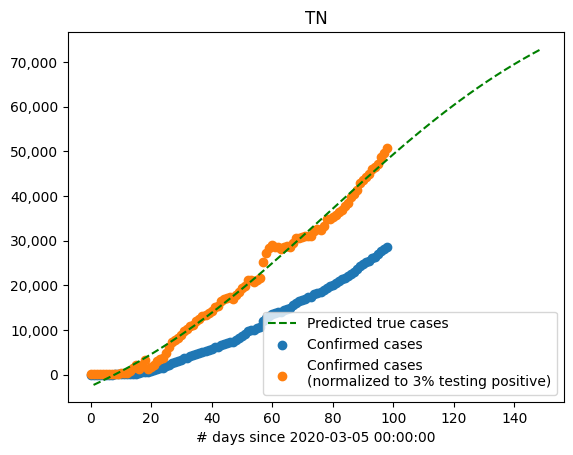 TN
70,000
60,000
50,000
40,000
30,000
20,000
10,000
0
Predicted true cases
Confirmed cases
Confirmed cases
(normalized to 3% testing positive)
0 20 40 60 80 100 120 140
# days since 2020-03-05 00:00:00